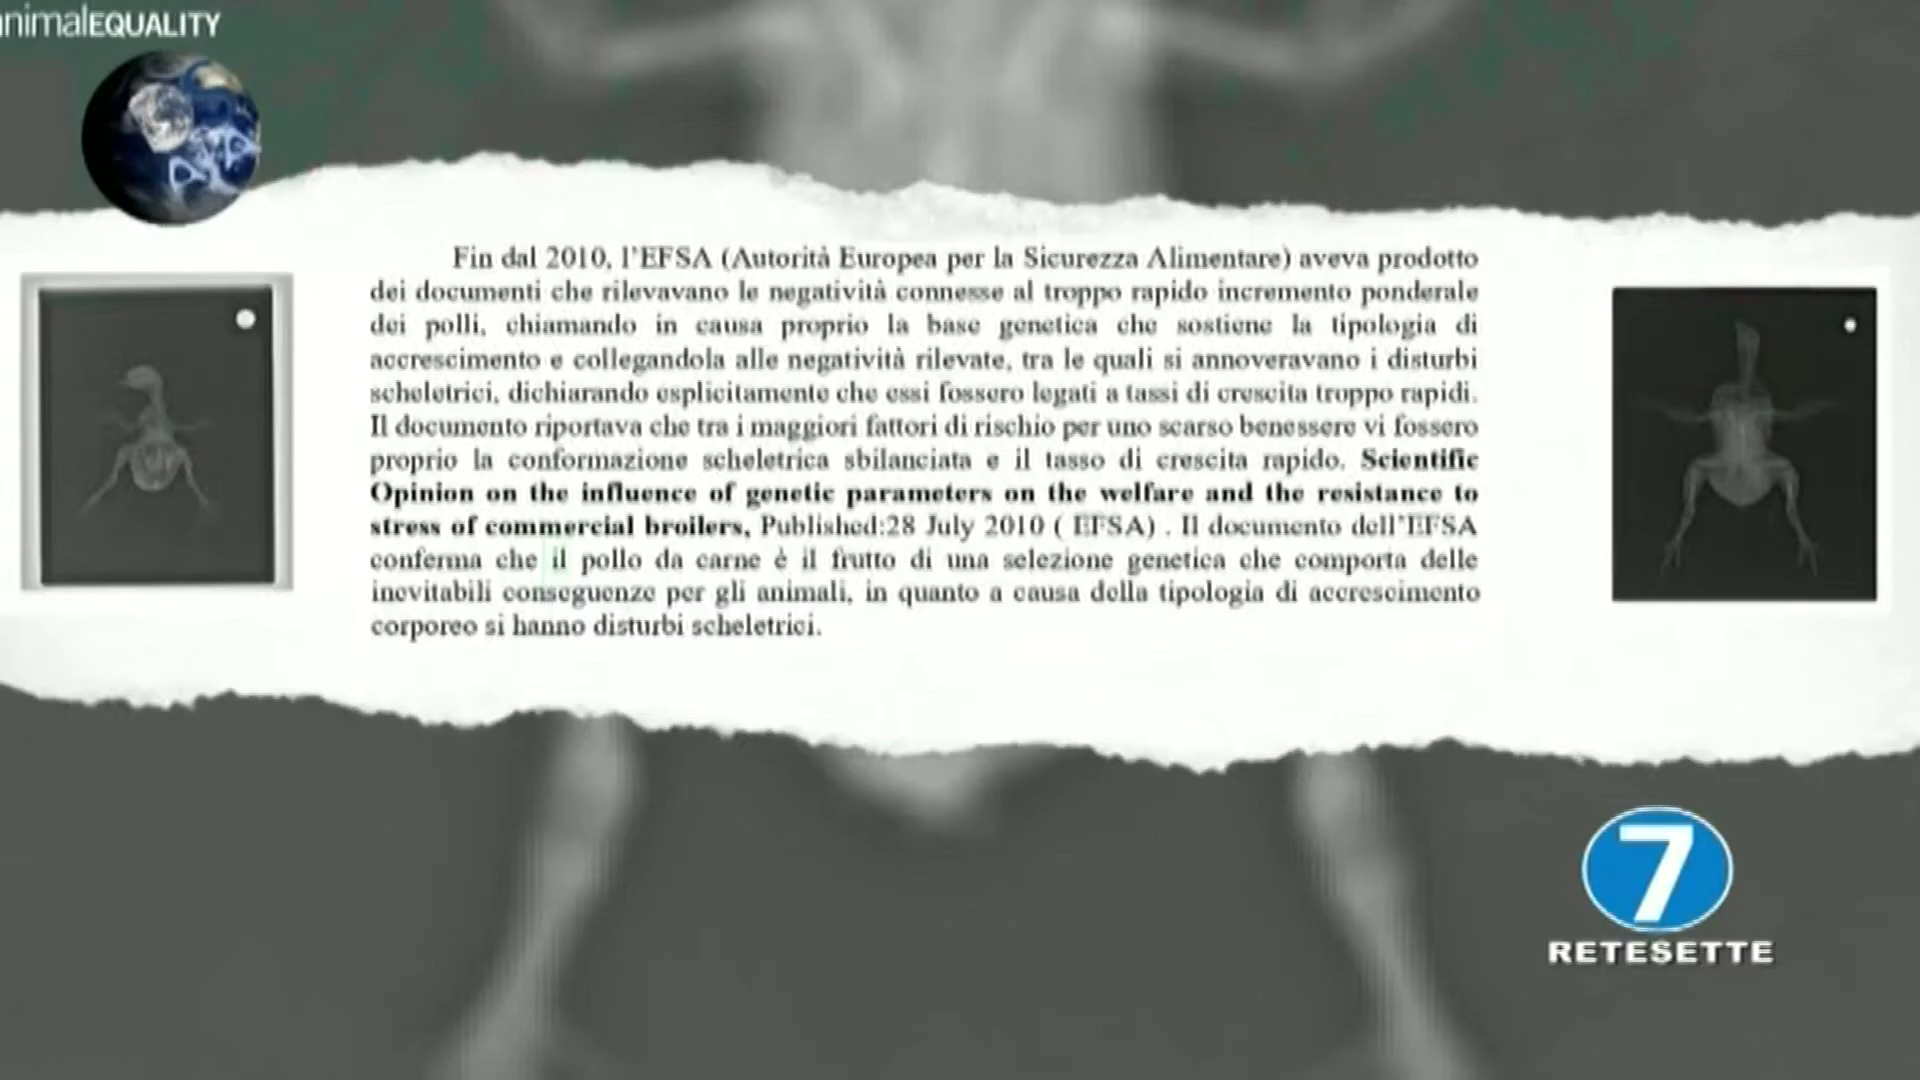 nimalEQUALITY
Fin dal 2010, l'EFSA (Autorità Europea per la Sicurezza Alimentare) aveva prodotto
dei documenti che rilevavano le negatività connesse al troppo rapido incremento ponderale
dei polli, chiamando in causa proprio la base genetica che sostiene la tipologia di
accrescimento e collegandola alle negatività rilevate, tra le quali si annoveravano i disturbi
scheletrici, dichiarando esplicitamente che essi fossero legati a tassi di crescita troppo rapidi.
Il documento riportava che tra i maggiori fattori di rischio per uno scarso benessere vi fossero
proprio la conformazione scheletrica sbilanciata e il tasso di crescita rapido. Scientific
Opinion on the influence of genetic parameters on the welfare and the resistance to
stress of commercial broilers, Published:28 July 2010 ( EFSA) . Il documento dell'EFSA
conferma che il pollo da carne è il frutto di una selezione genetica che comporta delle
inevitabili conseguenze per gli animali, in quanto a causa della tipologia di accrescimento
corporeo si hanno disturbi scheletrici.
7
RETESETTE